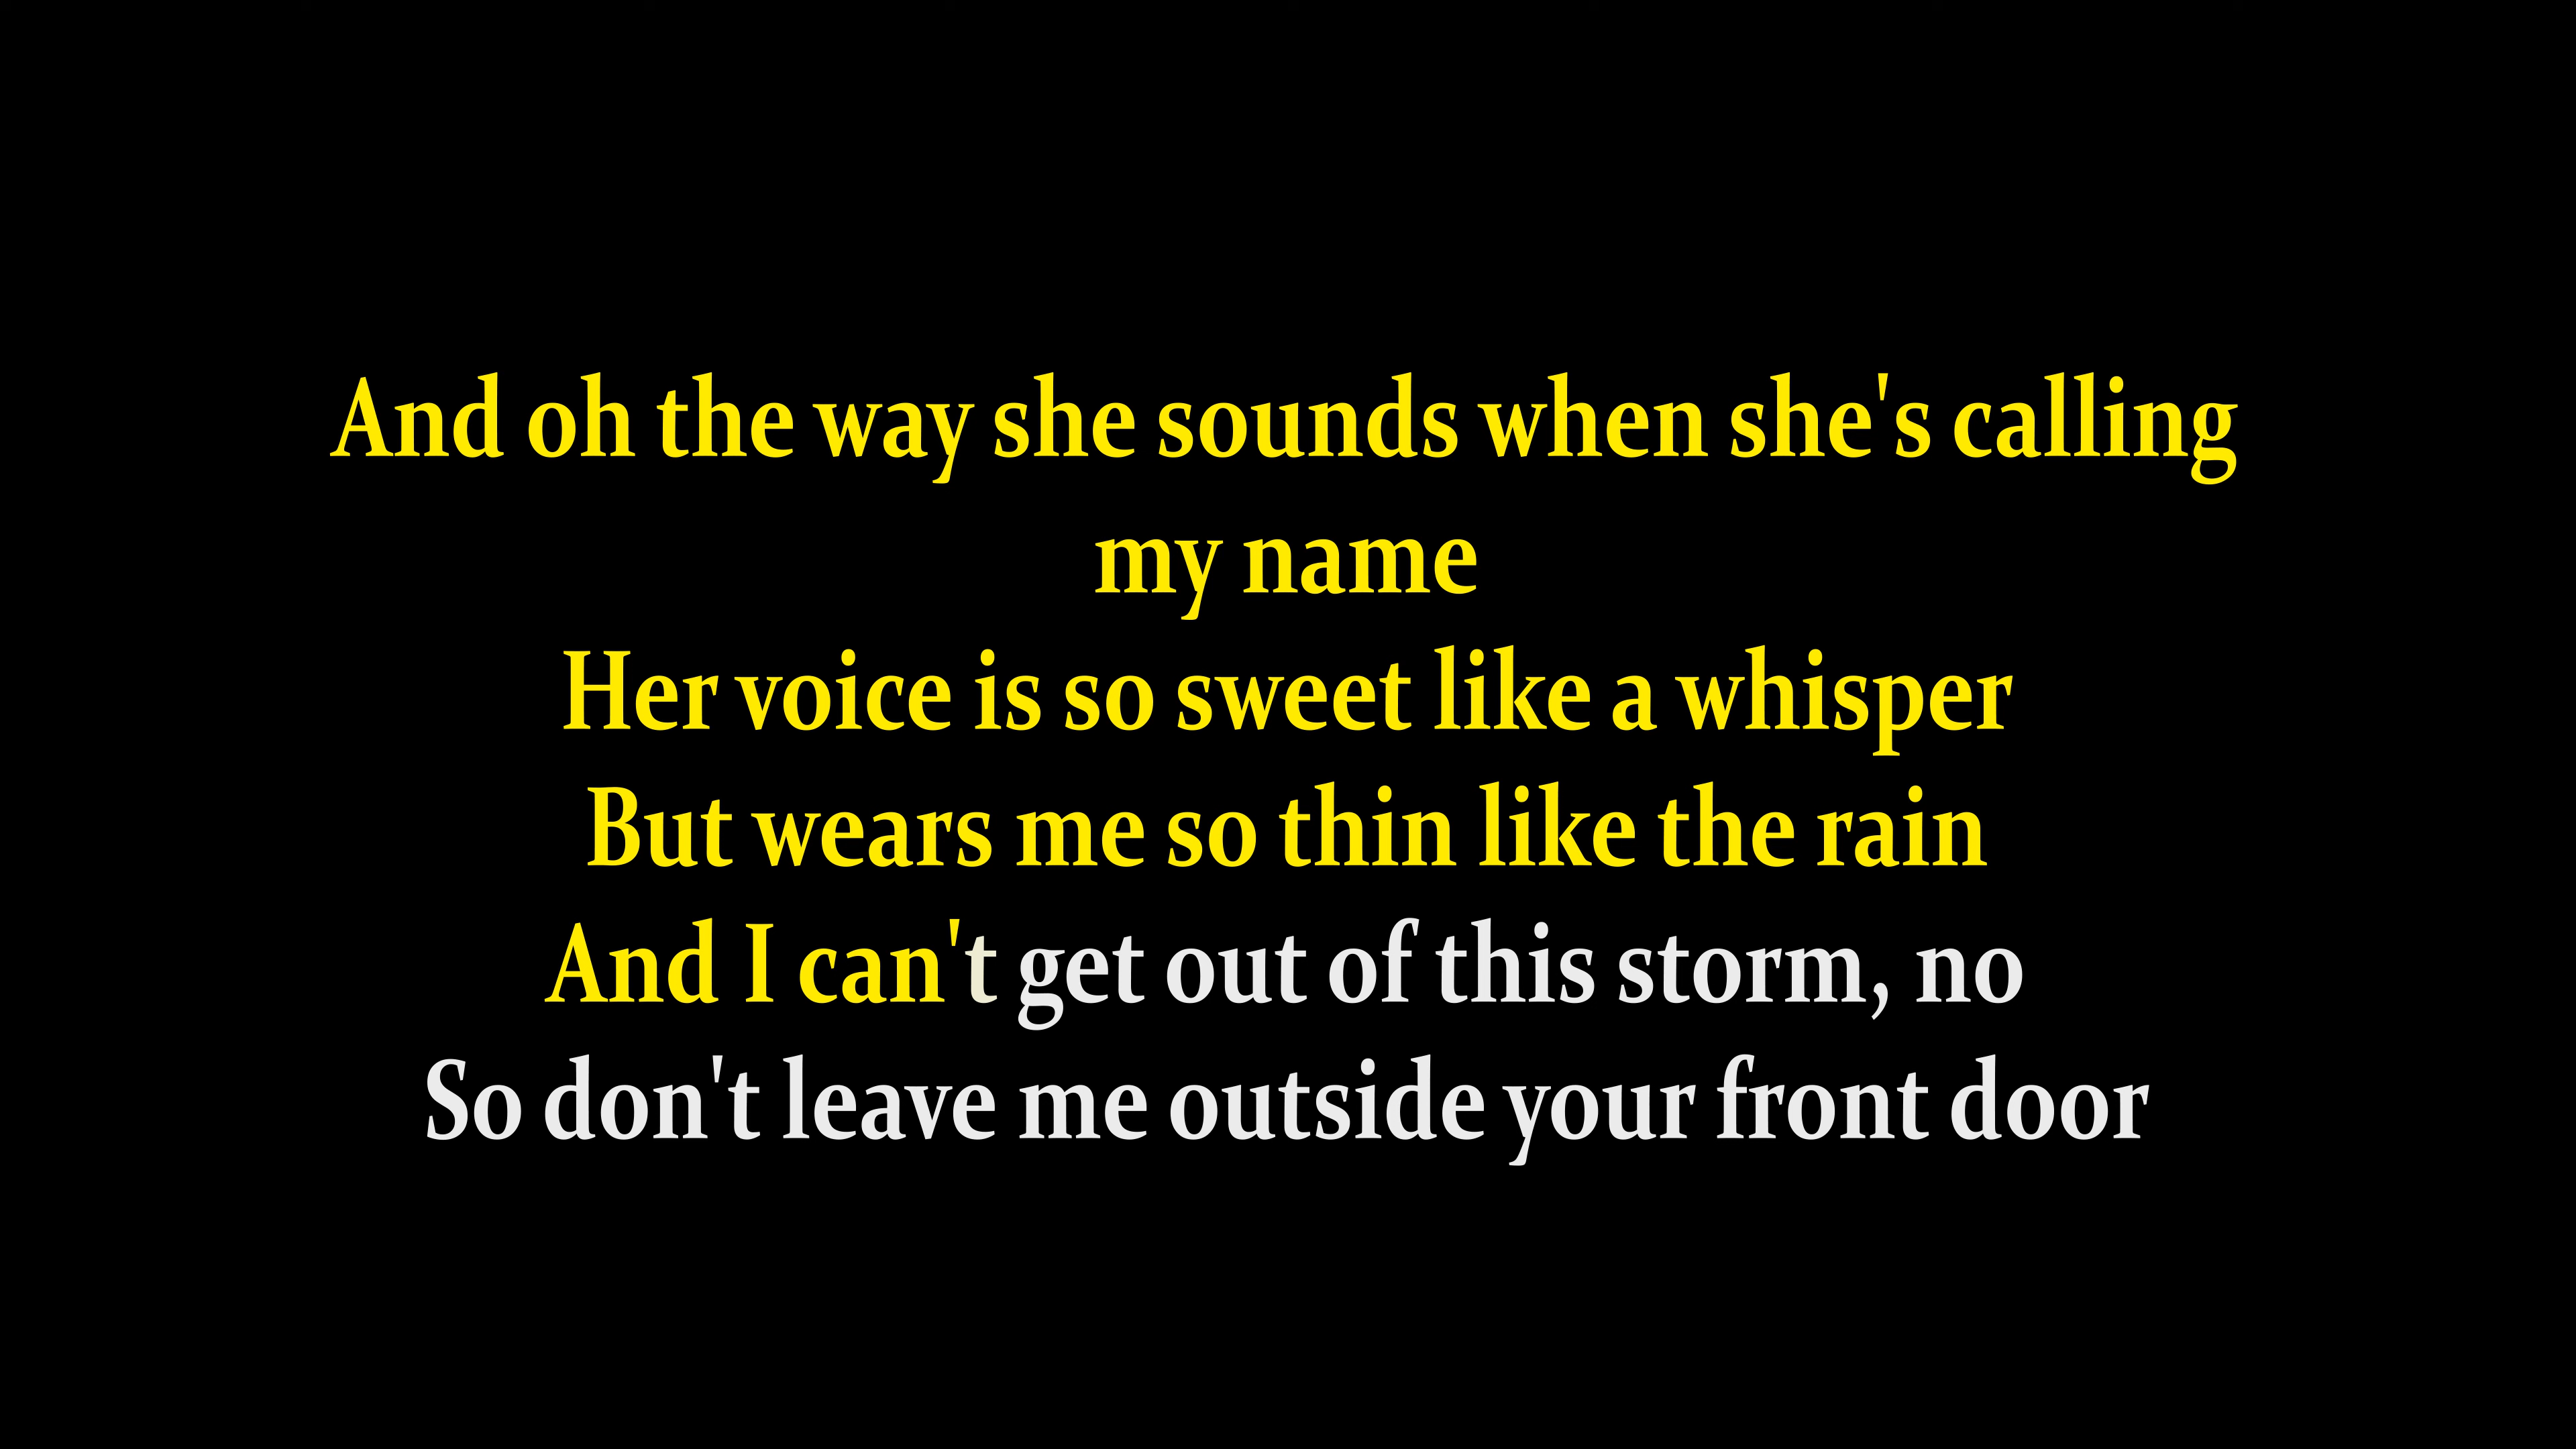 And oh the way she sounds when she's calling
my name
Her voice is so sweet like a whisper
But wears me so thin like the rain
And I can't get out of this storm, no
So don't leave me outside your front door